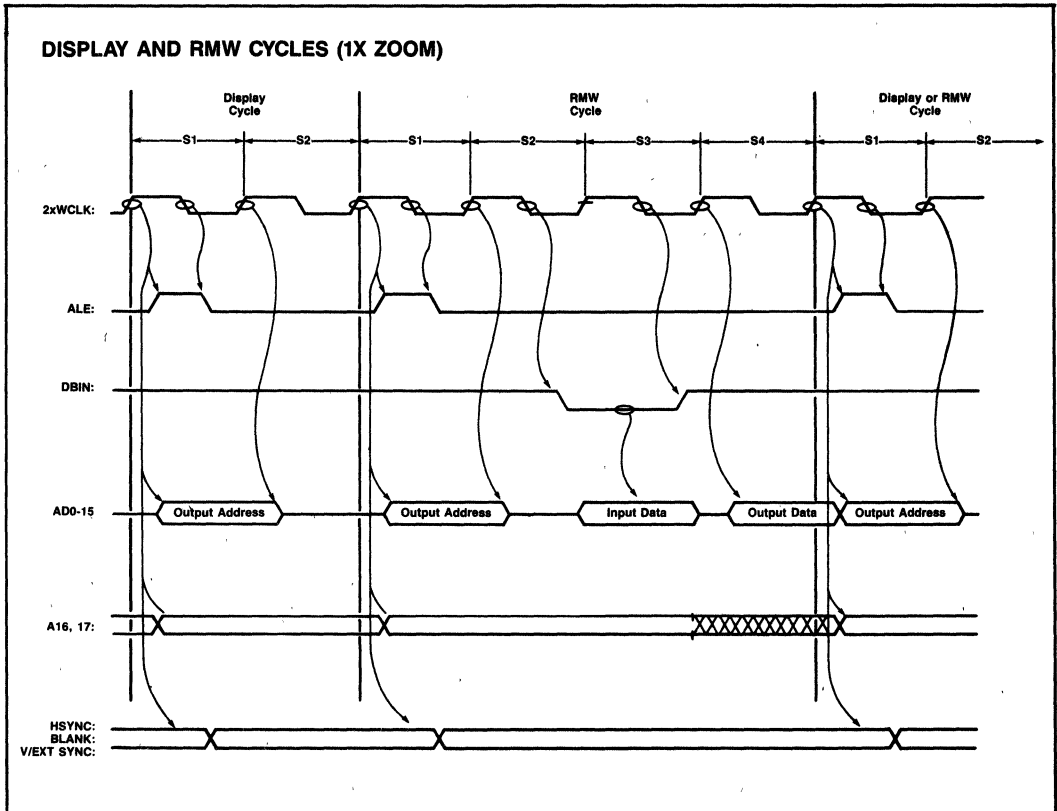 DISPLAY AND RMW CYCLES (1X ZOOM)
Display
Cycle
RMW
Cycle
Display or RMW
Cycle
S1 S2 S1 S2 S3 S4 S1 S2
2xWCLK:
ALE:
DBIN:
AD0-15 Output Address Output Address Input Data Output Data Output Address
A16, 17:
HSYNC:
BLANK:
V/EXT SYNC: